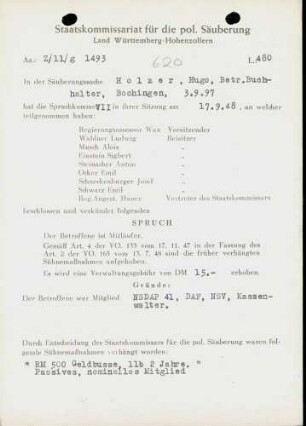 Staatskommissariat für die pol. Säuberung
Land Württemberg-Hohenzollern
Az: Z/11/g 1493 620 L.480
In der Säuberungssache Holzer, Hugo, Betr.Buch-
halter, Bochingen, 3.9.97
hat die Spruchkammer VII in ihrer Sitzung am 17.9.48, an welcher
teilgenommen haben:
Regierungsassessor Wax Vorsitzender
Waldner Ludwig Beisitzer
Munch Alois "
Einstein Sigbert "
Steimacher Anton "
Osker Emil "
Schneckenburger Josef "
Schwarz Emil "
Reg.Angest. Bauer Vertreter des Staatskommissars
beschlossen und verkündet folgenden
SPRUCH
Der Betroffene ist Mitläufer.
Gemäß Art. 4 der VO. 133 vom 17. 11. 47 in der Fassung des
Art. 2 der VO. 165 vom 13. 7. 48 sind die früher verhängten
Sühnemaßnahmen aufgehoben.
Es wird eine Verwaltungsgebühr von DM 15.- erhoben.
Gründe:
Der Betroffene war Mitglied NSDAP 41, DAF, NSV, Kassen-
walter.
Durch Entscheidung des Staatskommissars für die pol. Säuberung waren fol-
gende Sühnemaßnahmen verhängt worden:
" RM 500 Geldbusse, 11b 2 Jahre, "
Passives, nominelles Mitglied